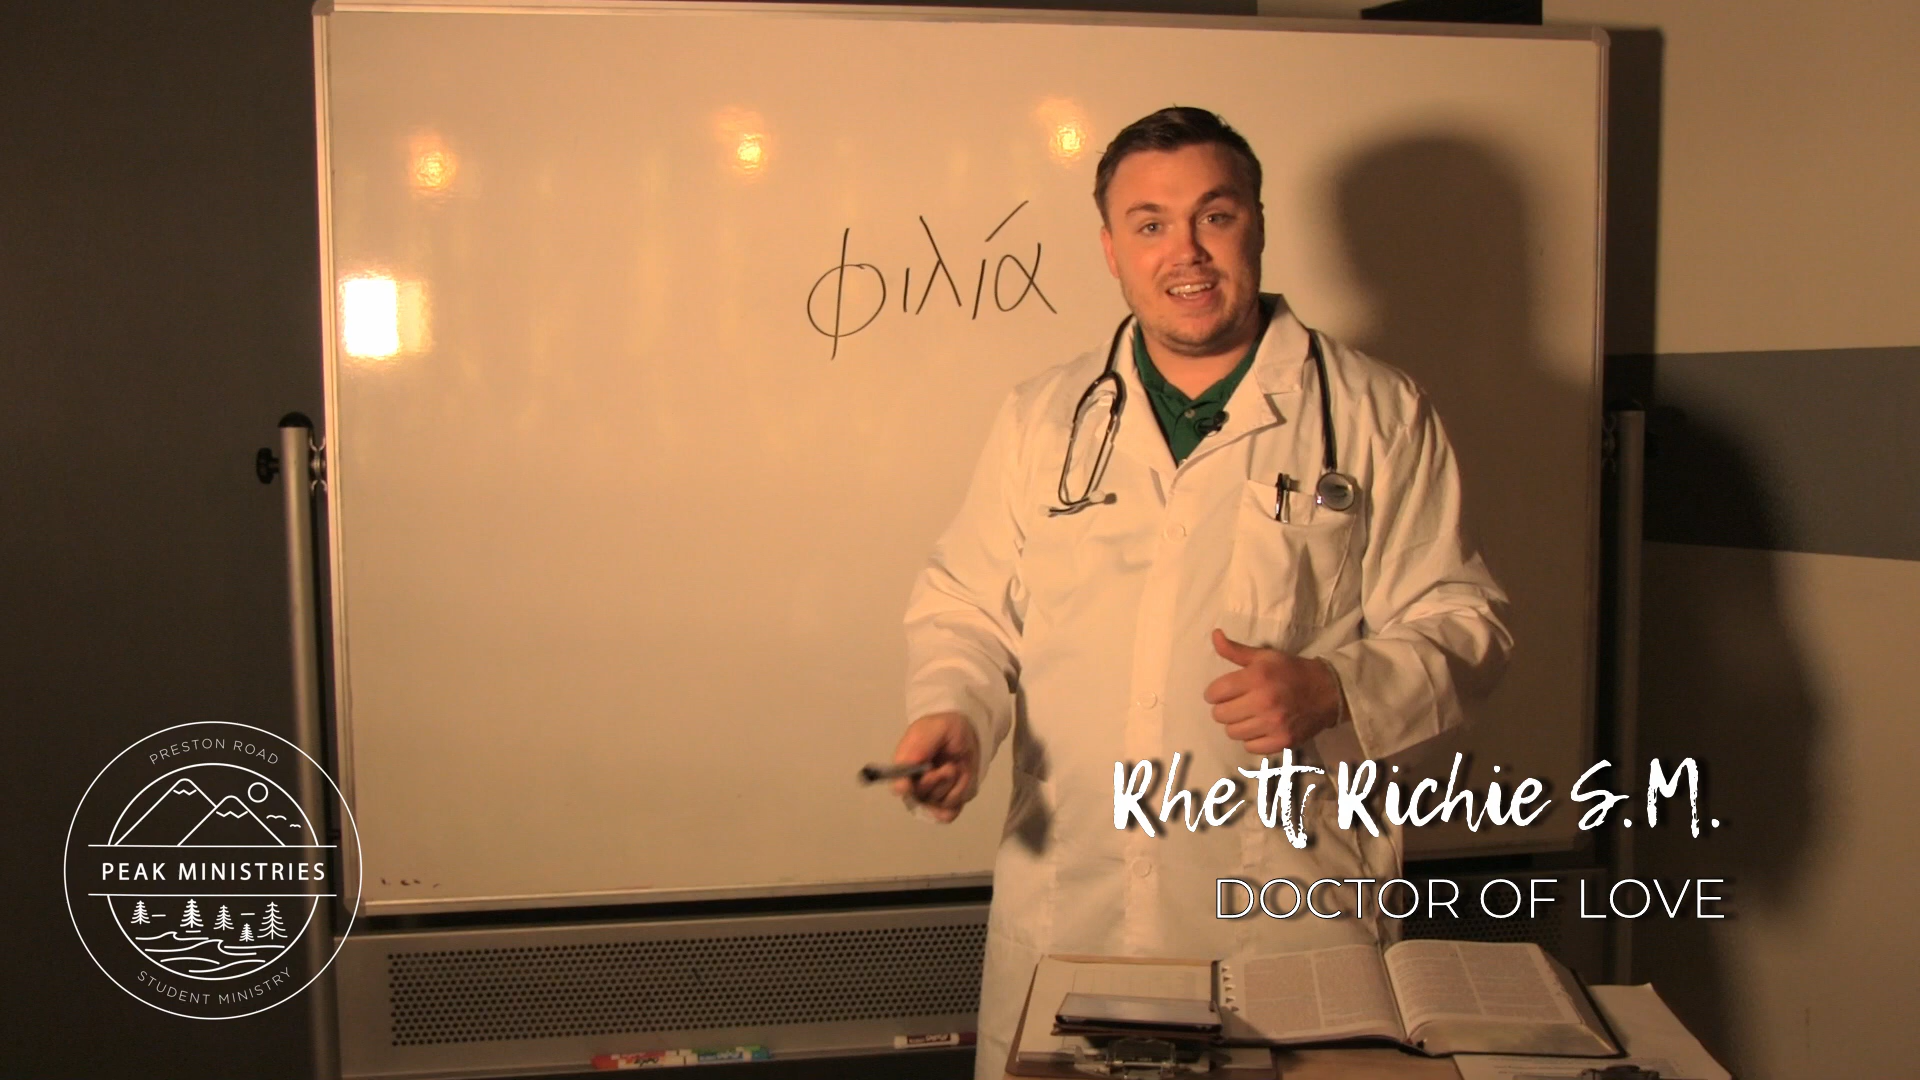 φιλία
PRESTON ROAD
PEAK MINISTRIES
STUDENT MINISTRY
Rhett Richie S.M.
DOCTOR OF LOVE